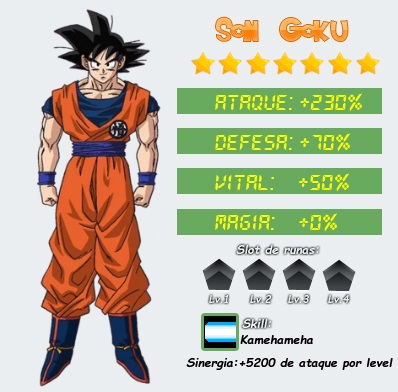 Son Goku
ATAQUE: +230%
DEFESA: +70%
VITAL: +50%
MAGIA: +0%
Slot de runas:
Lv.1 Lv.2 Lv.3 Lv.4
Skill:
Kamehameha
Sinergia:+5200 de ataque por level